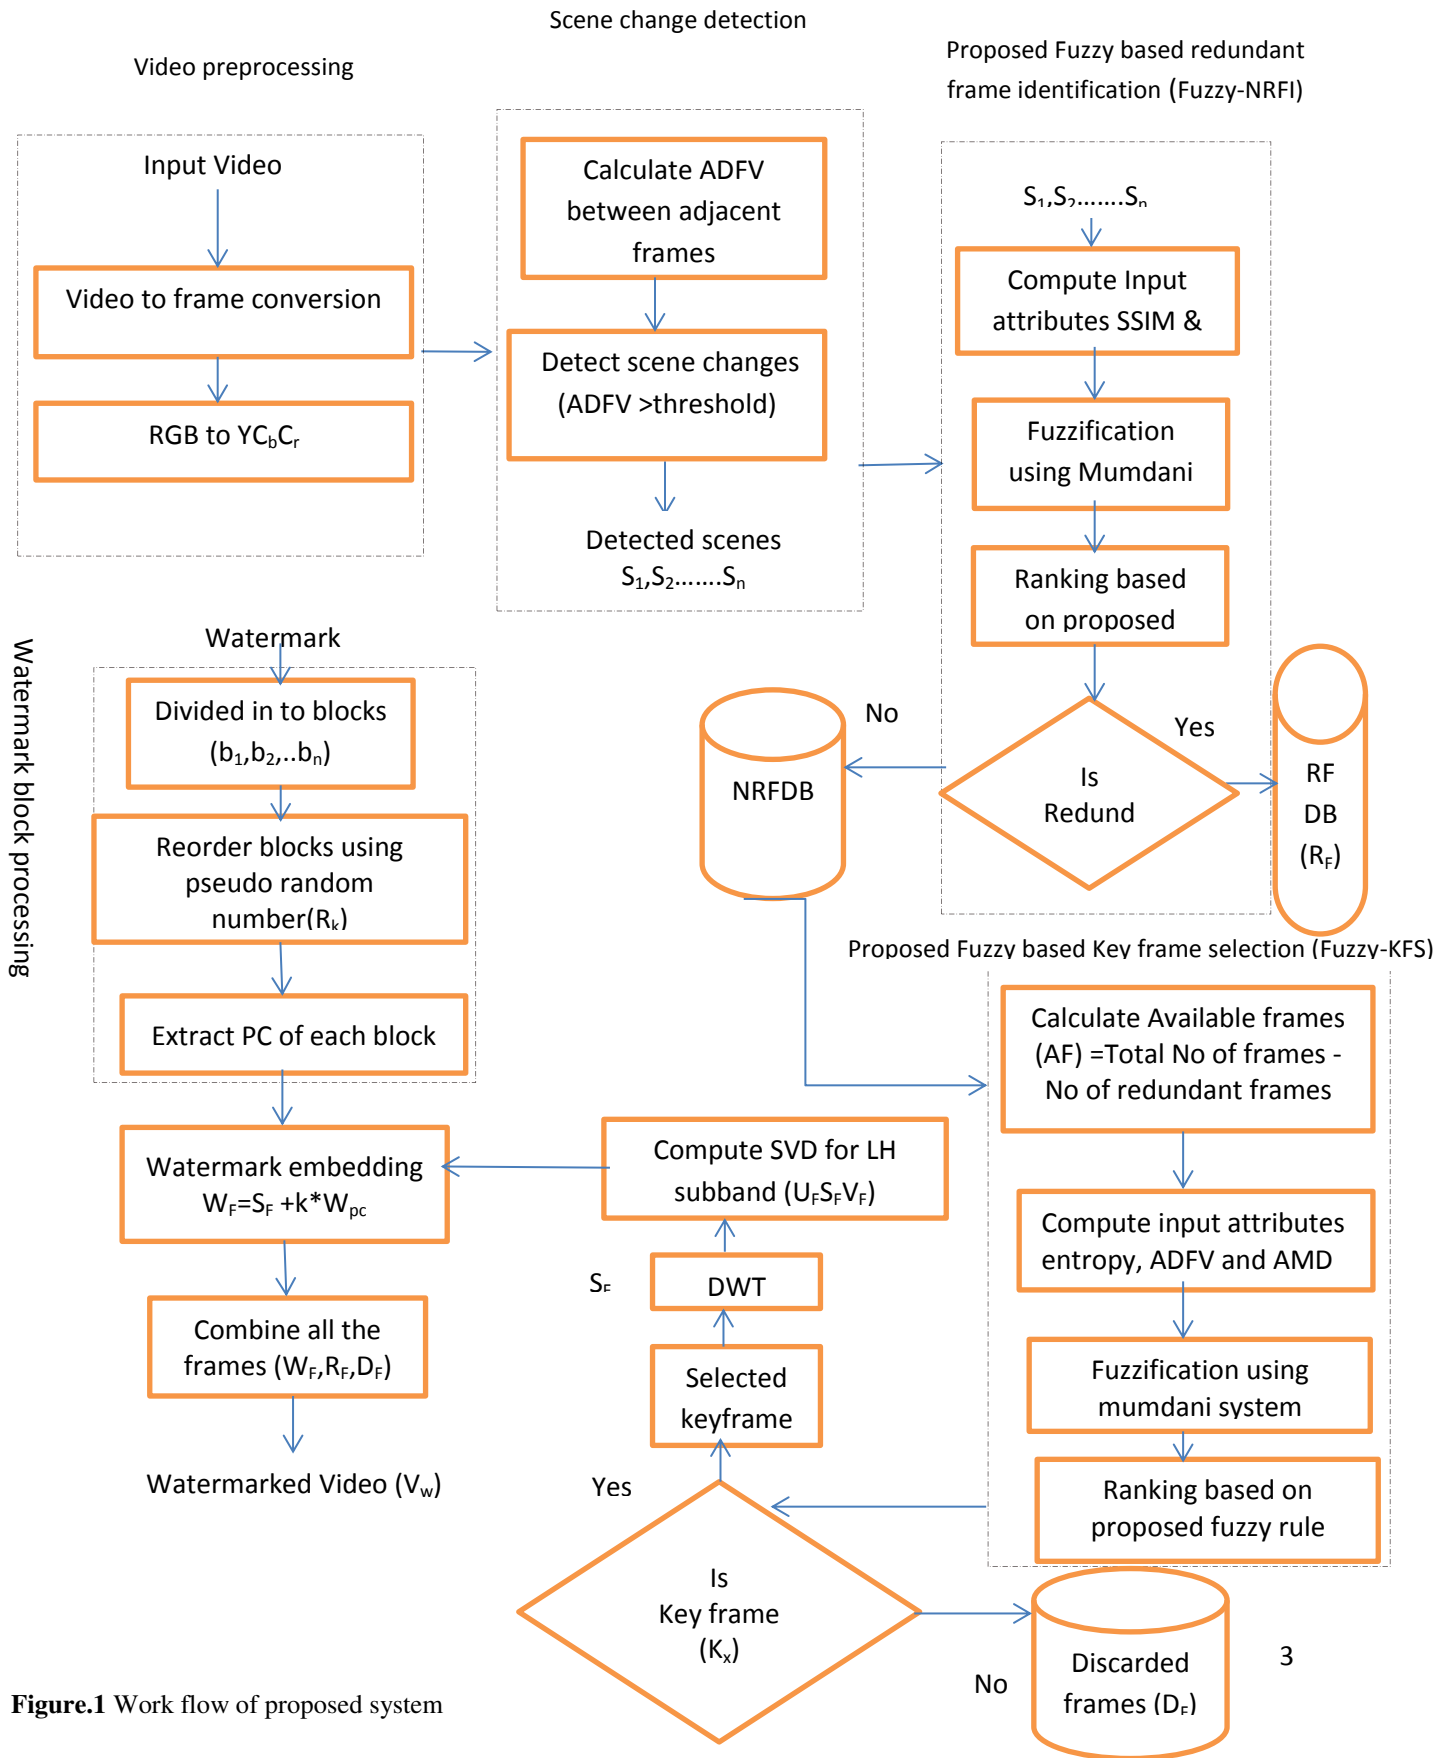 Scene change detection
Video preprocessing
Proposed Fuzzy based redundant
frame identification (Fuzzy-NRFI)
Input Video
Video to frame conversion
RGB to YCbCr
Calculate ADFV
between adjacent
frames
Detect scene changes
(ADFV >threshold)
Detected scenes
S1,S2.......Sn
S1,S2.......Sn
Compute Input
attributes SSIM &
Fuzzification
using Mumdani
Ranking based
on proposed
Is
Redund
No
Yes
NRFDB
RF
DB
(RF)
Watermark block processing
Watermark
Divided in to blocks
(b1,b2,..bn)
Reorder blocks using
pseudo random
number(Rk)
Extract PC of each block
Watermark embedding
WF=SF +k*Wpc
Combine all the
frames (WF,RF,DF)
Watermarked Video (Vw)
Proposed Fuzzy based Key frame selection (Fuzzy-KFS)
Calculate Available frames
(AF) =Total No of frames -
No of redundant frames
Compute input attributes
entropy, ADFV and AMD
Fuzzification using
mumdani system
Ranking based on
proposed fuzzy rule
Compute SVD for LH
subband (UFSFVF)
SF
DWT
Selected
keyframe
Yes
Is
Key frame
(Kx)
No
Discarded
frames (DF)
3
Figure.1 Work flow of proposed system